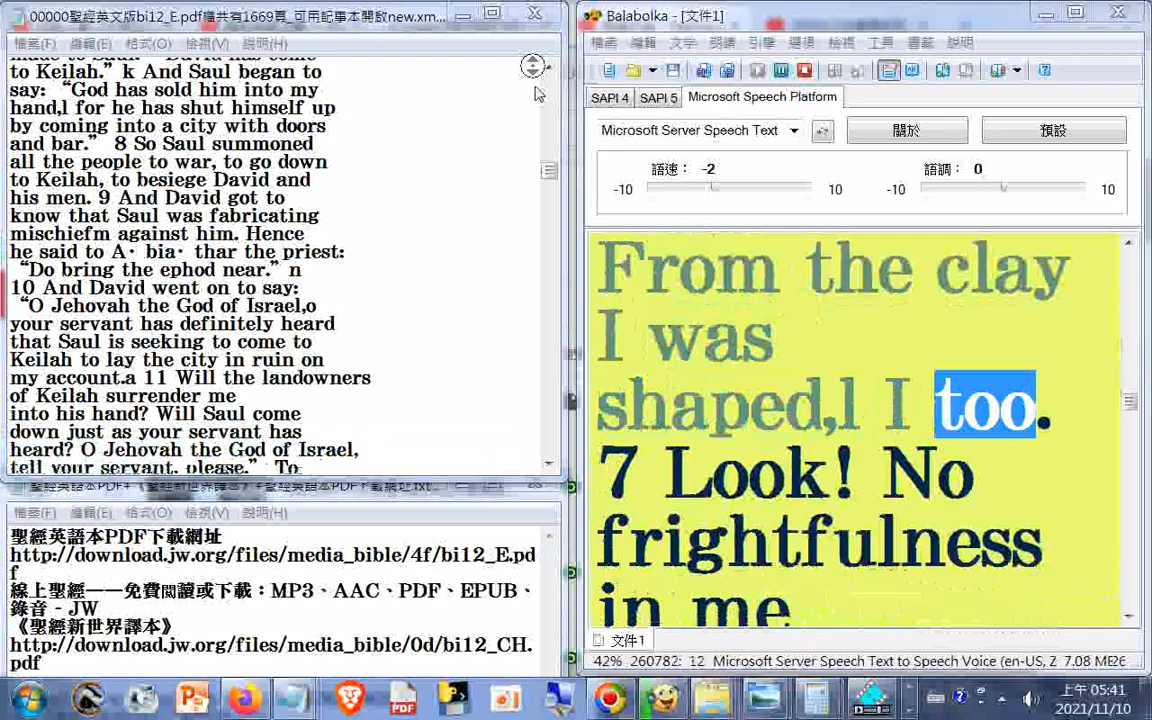 00000聖經英文版bi12_E.pdf檔共有1669頁_可用記事本開啟new.xm...
檔案(F) 編輯(E) 格式(O) 檢視(V) 說明(H)
to Keilah.” k And Saul began to
say: “God has sold him into my
hand,l for he has shut himself up
by coming into a city with doors
and bar.” 8 So Saul summoned
all the people to war, to go down
to Keilah, to besiege David and
his men. 9 And David got to
know that Saul was fabricating
mischiefm against him. Hence
he said to A· bia· thar the priest:
“Do bring the ephod near.” n
10 And David went on to say:
“O Jehovah the God of Israel,o
your servant has definitely heard
that Saul is seeking to come to
Keilah to lay the city in ruin on
my account.a 11 Will the landowners
of Keilah surrender me
into his hand? Will Saul come
down just as your servant has
heard? O Jehovah the God of Israel,
tell your servant, please.” To
檔案(F) 編輯(E) 格式(O) 檢視(V) 說明(H)
聖經英語本PDF下載網址
http://download.jw.org/files/media_bible/4f/bi12_E.pd
f
線上聖經——免費閱讀或下載：MP3、AAC、PDF、EPUB、
錄音 - JW
《聖經新世界譯本》
http://download.jw.org/files/media_bible/0d/bi12_CH.
pdf
Balabolka - [文件1]
檔案 編輯 文字 朗讀 引擎 選項 檢視 工具 書籤 說明
SAPI 4 SAPI 5 Microsoft Speech Platform
Microsoft Server Speech Text 關於 預設
語速： -2 語調： 0
-10 10 -10 10
From the clay
I was
shaped,l I too.
7 Look! No
frightfulness
in me
文件1
42% 260782: 12 Microsoft Server Speech Text to Speech Voice (en-US, Z 7.08 ME26
PDF
上午 05:41
2021/11/10